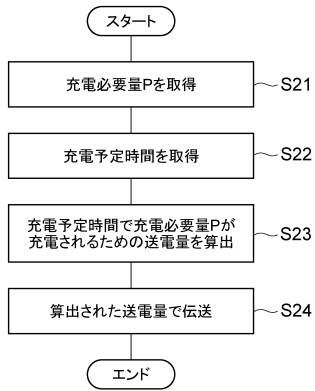 スタート
充電必要量Pを取得
S21
充電予定時間を取得
S22
充電予定時間で充電必要量Pが
充電されるための送電量を算出
S23
算出された送電量で伝送
S24
エンド